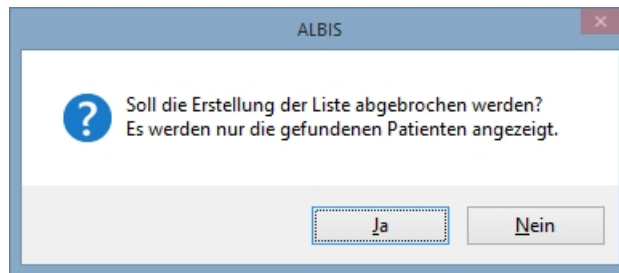 ALBIS
Soll die Erstellung der Liste abgebrochen werden?
Es werden nur die gefundenen Patienten angezeigt.
Ja
Nein